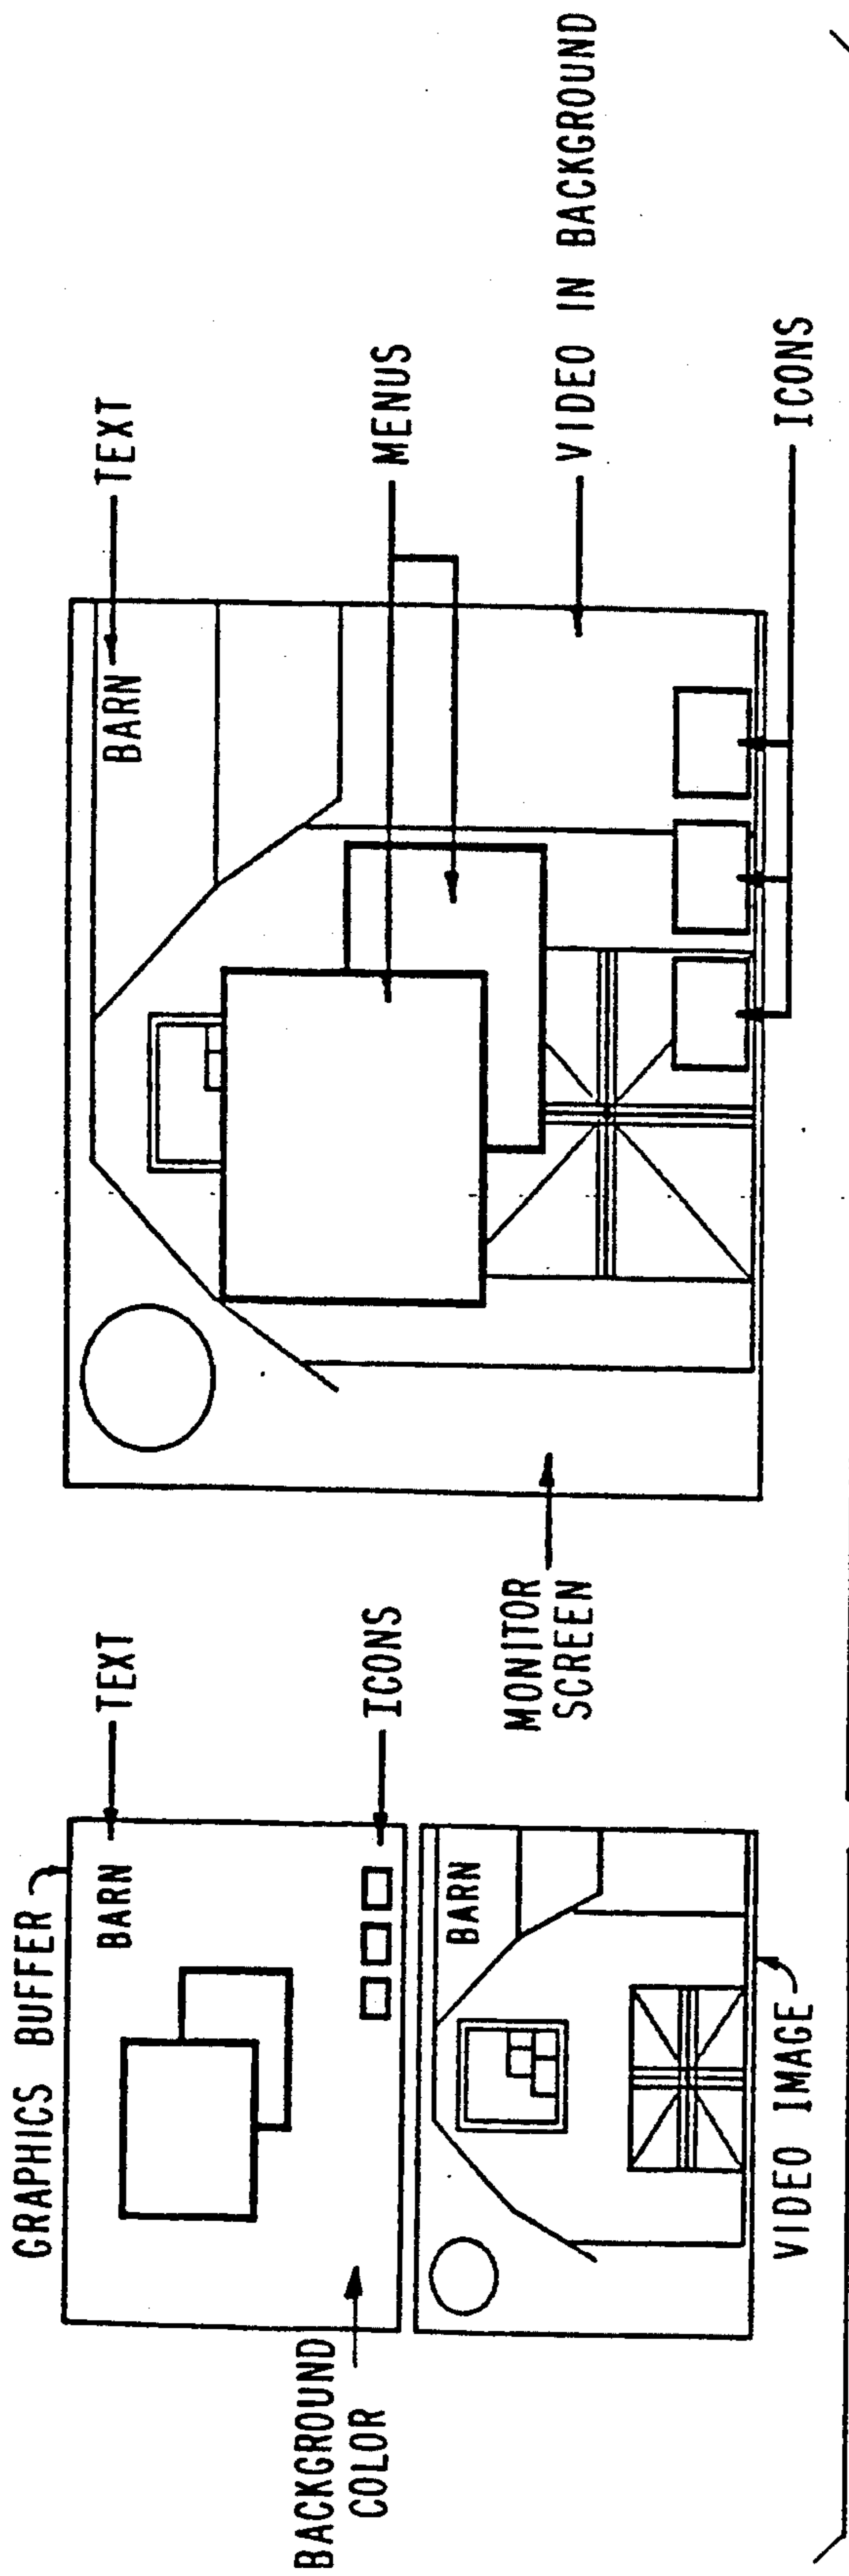 GRAPHICS BUFFER
TEXT
BARN
ICONS
BACKGROUND
COLOR
BARN
VIDEO IMAGE
TEXT
BARN
MENUS
VIDEO IN BACKGROUND
MONITOR
SCREEN
ICONS